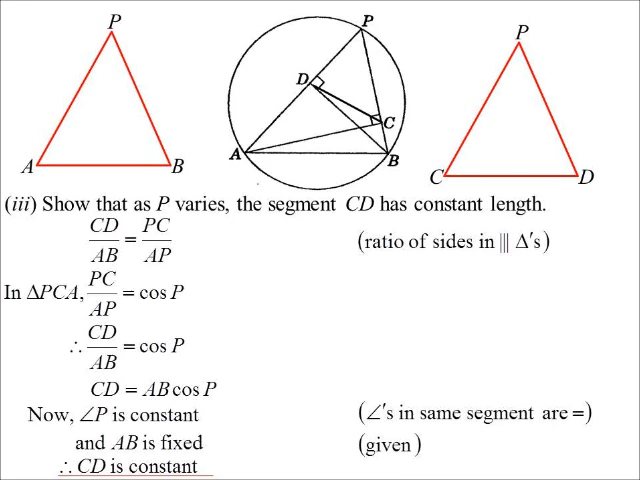 P
A B
P
D
C
A B
P
C D
(iii) Show that as P varies, the segment CD has constant length.
CD/AB = PC/AP (ratio of sides in ||| Δ's)
In ΔPCA, PC/AP = cos P
∴ CD/AB = cos P
CD = AB cos P
Now, ∠P is constant (∠'s in same segment are =)
and AB is fixed (given)
∴ CD is constant